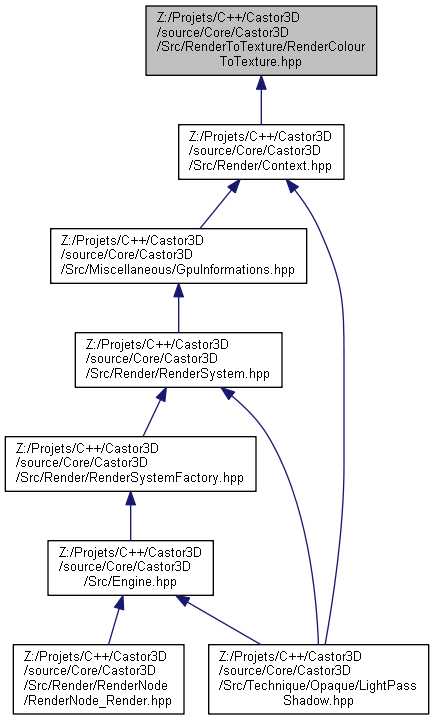 Z:/Projets/C++/Castor3D
/source/Core/Castor3D
/Src/RenderToTexture/RenderColour
ToTexture.hpp
Z:/Projets/C++/Castor3D
/source/Core/Castor3D
/Src/Render/Context.hpp
Z:/Projets/C++/Castor3D
/source/Core/Castor3D
/Src/Miscellaneous/GpuInformations.hpp
Z:/Projets/C++/Castor3D
/source/Core/Castor3D
/Src/Render/RenderSystem.hpp
Z:/Projets/C++/Castor3D
/source/Core/Castor3D
/Src/Render/RenderSystemFactory.hpp
Z:/Projets/C++/Castor3D
/source/Core/Castor3D
/Src/Engine.hpp
Z:/Projets/C++/Castor3D
/source/Core/Castor3D
/Src/Render/RenderNode
/RenderNode_Render.hpp
Z:/Projets/C++/Castor3D
/source/Core/Castor3D
/Src/Technique/Opaque/LightPass
Shadow.hpp